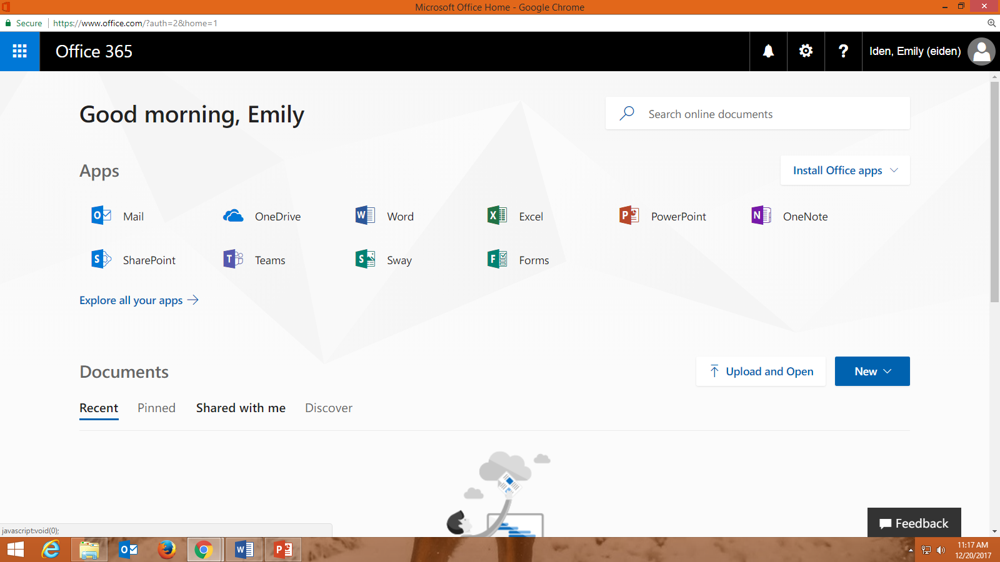 Microsoft Office Home - Google Chrome
Secure https://www.office.com/?auth=2&home=1
Office 365
? Iden, Emily (eiden)
Good morning, Emily
Search online documents
Apps
Install Office apps
O Mail
OneDrive
W Word
X Excel
P PowerPoint
N OneNote
S SharePoint
T Teams
S Sway
F Forms
Explore all your apps
Documents
Upload and Open
New
Recent Pinned Shared with me Discover
Feedback
javascript:void(0);
11:17 AM
12/20/2017